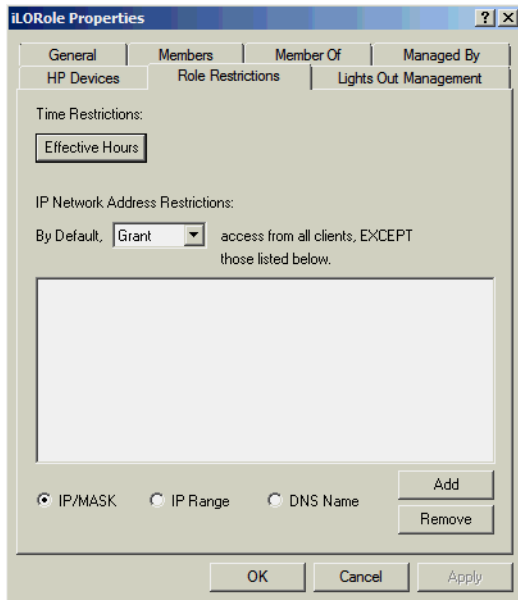 iLORole Properties
General Members Member Of Managed By
HP Devices Role Restrictions Lights Out Management
Time Restrictions:
Effective Hours
IP Network Address Restrictions:
By Default, Grant access from all clients, EXCEPT
those listed below.
IP/MASK IP Range DNS Name
Add
Remove
OK Cancel Apply